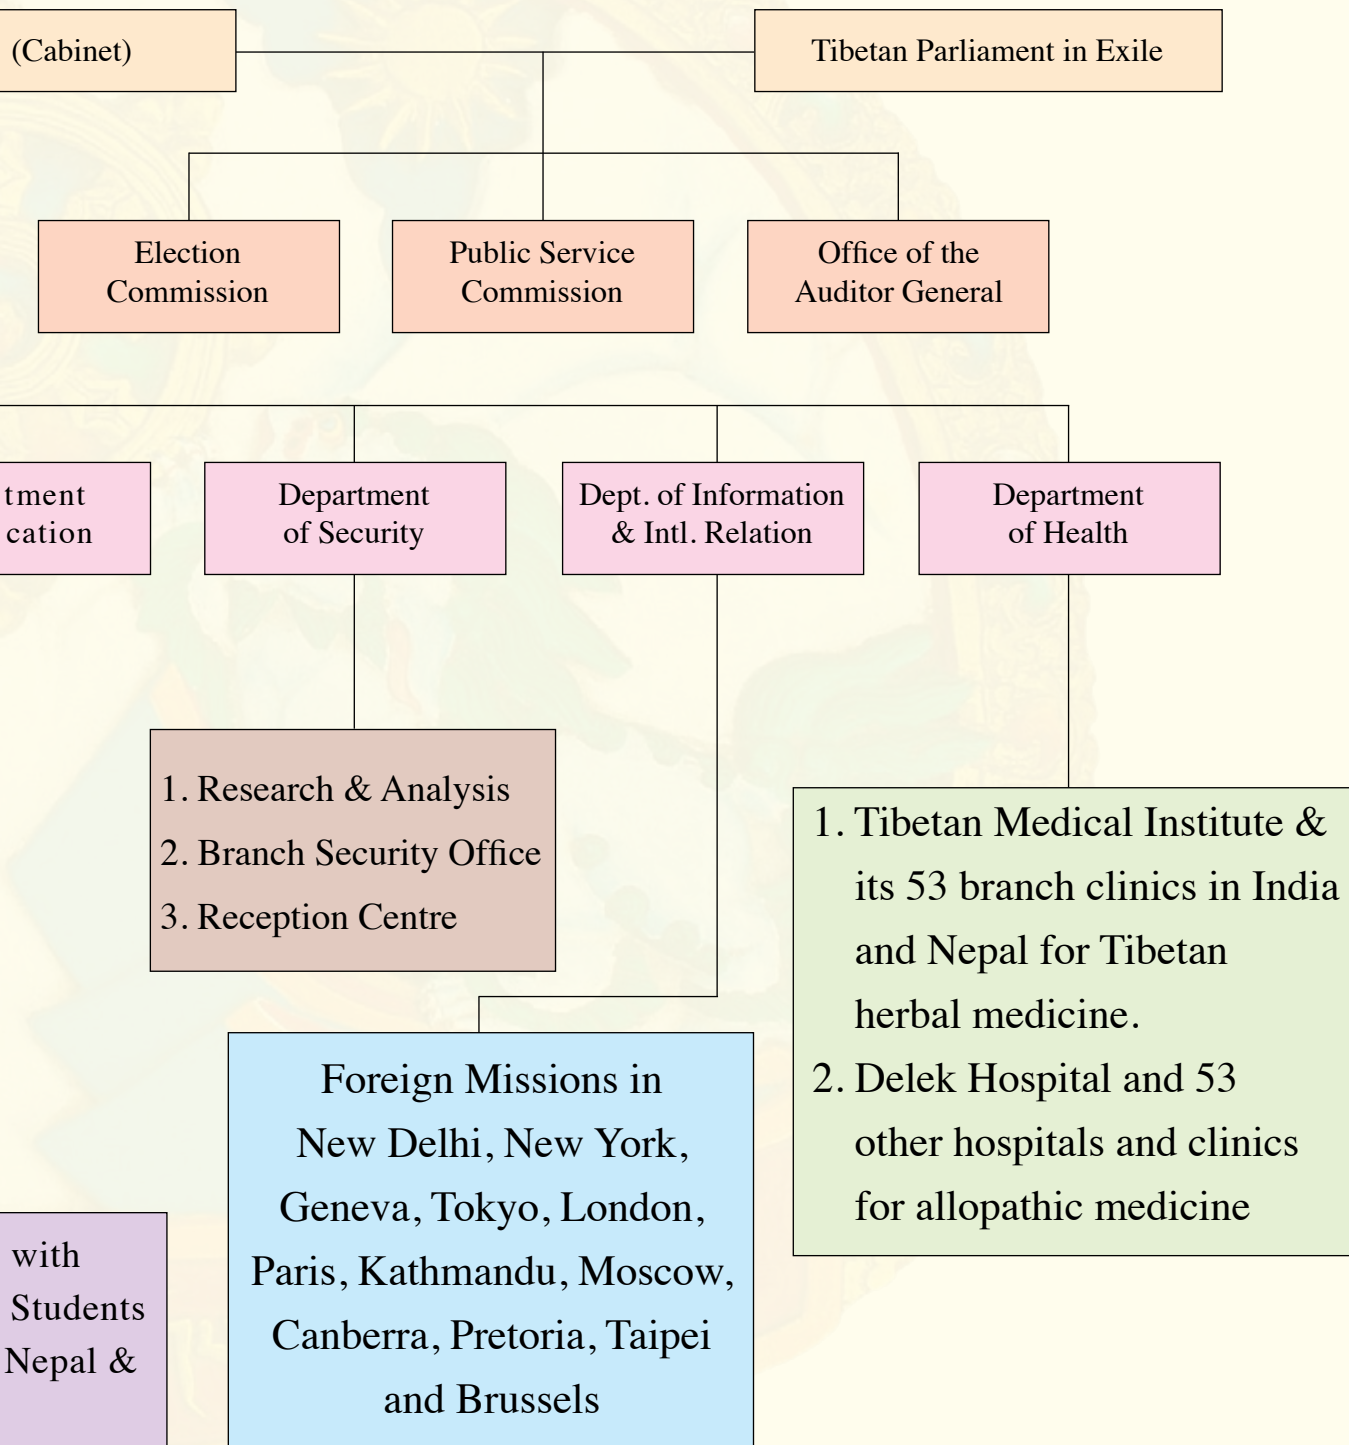 (Cabinet)
Tibetan Parliament in Exile
Election
Commission
Public Service
Commission
Office of the
Auditor General
tment
cation
Department
of Security
Dept. of Information
& Intl. Relation
Department
of Health
1. Research & Analysis
2. Branch Security Office
3. Reception Centre
1. Tibetan Medical Institute &
its 53 branch clinics in India
and Nepal for Tibetan
herbal medicine.
2. Delek Hospital and 53
other hospitals and clinics
for allopathic medicine
Foreign Missions in
New Delhi, New York,
Geneva, Tokyo, London,
Paris, Kathmandu, Moscow,
Canberra, Pretoria, Taipei
and Brussels
with
Students
Nepal &